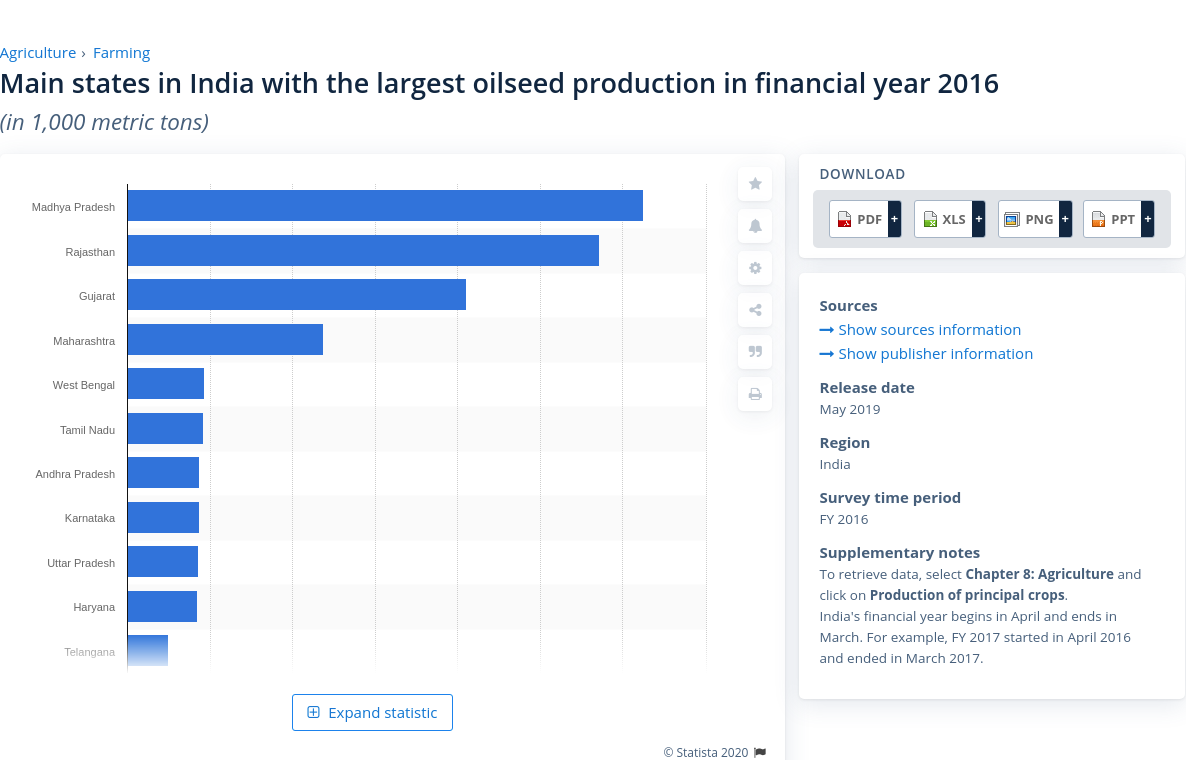 Agriculture › Farming
Main states in India with the largest oilseed production in financial year 2016
(in 1,000 metric tons)
Madhya Pradesh
Rajasthan
Gujarat
Maharashtra
West Bengal
Tamil Nadu
Andhra Pradesh
Karnataka
Uttar Pradesh
Haryana
Telangana
Expand statistic
© Statista 2020
DOWNLOAD
PDF + XLS + PNG + PPT +
Sources
Show sources information
Show publisher information
Release date
May 2019
Region
India
Survey time period
FY 2016
Supplementary notes
To retrieve data, select Chapter 8: Agriculture and
click on Production of principal crops.
India's financial year begins in April and ends in
March. For example, FY 2017 started in April 2016
and ended in March 2017.